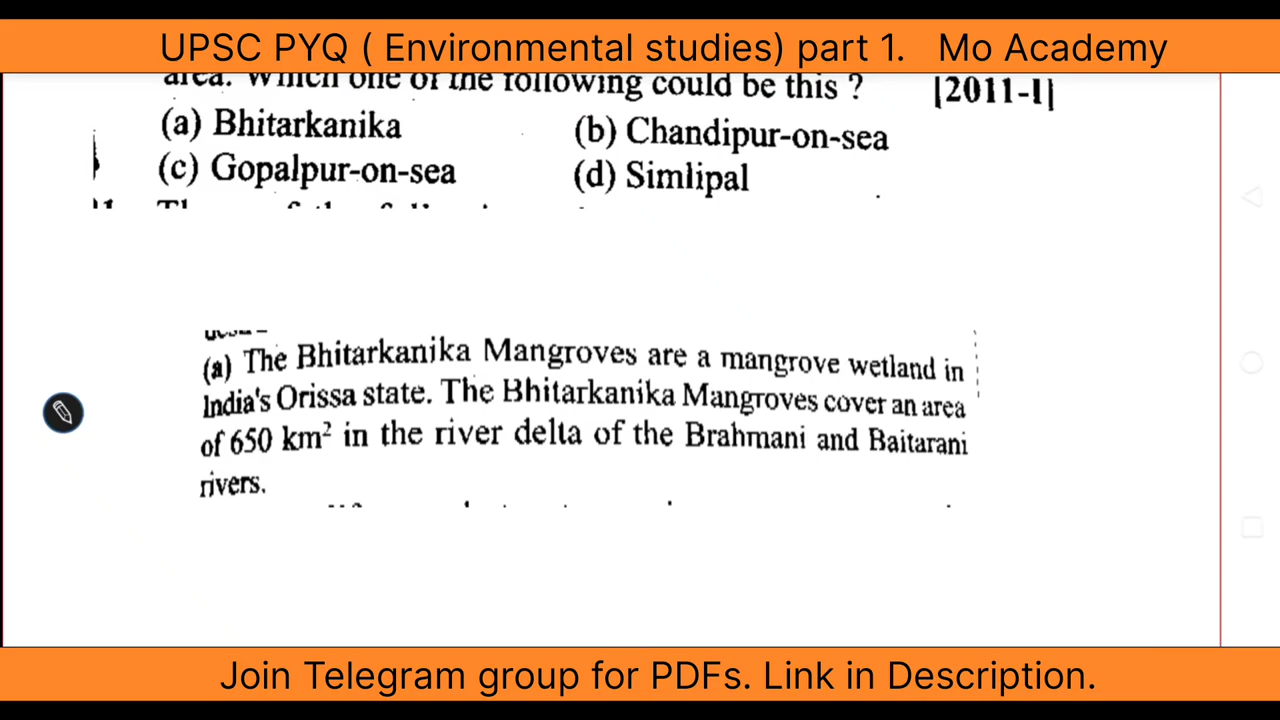 UPSC PYQ ( Environmental studies) part 1. Mo Academy
area. Which one of the following could be this ? [2011-I]
(a) Bhitarkanika (b) Chandipur-on-sea
(c) Gopalpur-on-sea (d) Simlipal
(a) The Bhitarkanika Mangroves are a mangrove wetland in
India's Orissa state. The Bhitarkanika Mangroves cover an area
of 650 km² in the river delta of the Brahmani and Baitarani
rivers.
Join Telegram group for PDFs. Link in Description.